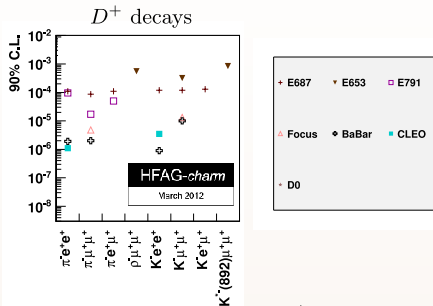 D⁺ decays
90% C.L.
10⁻²
10⁻³
10⁻⁴
10⁻⁵
10⁻⁶
10⁻⁷
10⁻⁸
HFAG-charm
March 2012
π⁻e⁺e⁺
π⁻μ⁺μ⁺
π⁻e⁺μ⁺
ρ⁻μ⁺μ⁺
K⁻e⁺e⁺
K⁻μ⁺μ⁺
K⁻e⁺μ⁺
K*⁻(892)μ⁺μ⁺
E687 E653 E791
Focus BaBar CLEO
D0